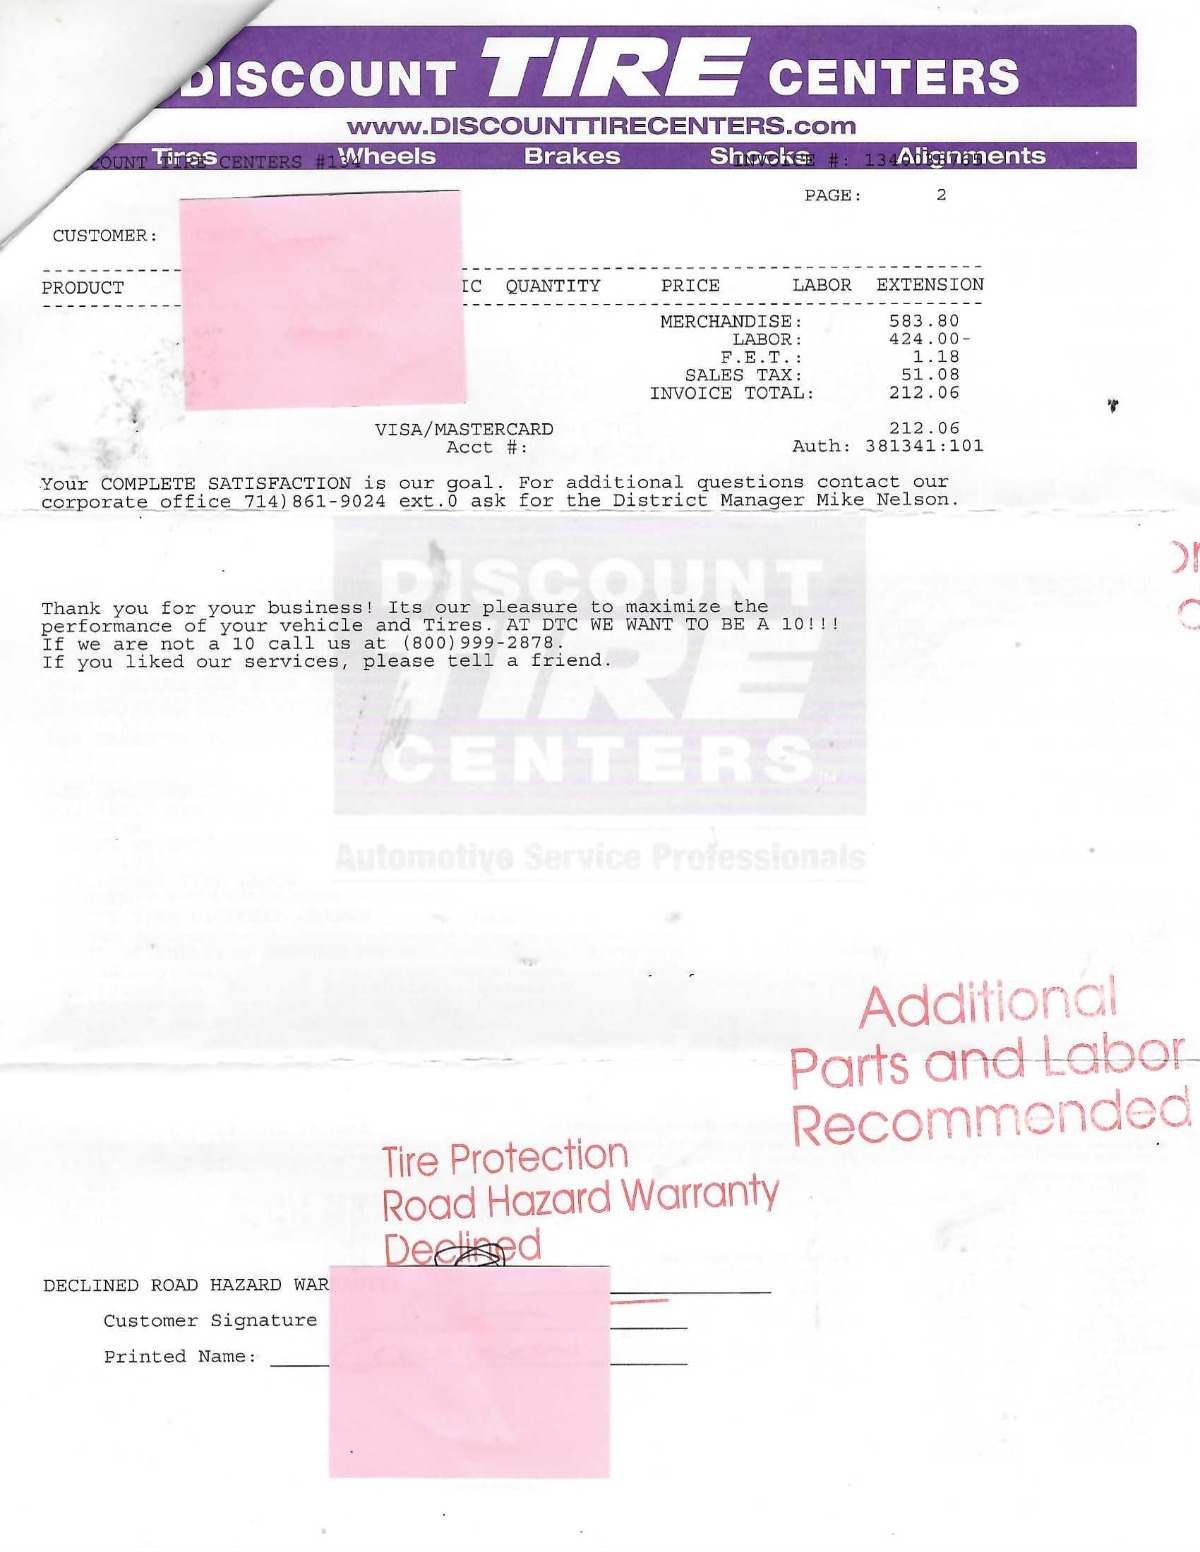 DISCOUNT TIRE CENTERS
www.DISCOUNTTIRECENTERS.com
Tires Wheels Brakes Shocks Alignments
OUNT TIRE CENTERS #134 INVOICE #:
PAGE: 2
CUSTOMER:
PRODUCT IC QUANTITY PRICE LABOR EXTENSION
MERCHANDISE: 583.80
LABOR: 424.00-
F.E.T.: 1.18
SALES TAX: 51.08
INVOICE TOTAL: 212.06
VISA/MASTERCARD 212.06
Acct #: Auth: 381341:101
Your COMPLETE SATISFACTION is our goal. For additional questions contact our
corporate office 714)861-9024 ext.0 ask for the District Manager Mike Nelson.
Thank you for your business! Its our pleasure to maximize the
performance of your vehicle and Tires. AT DTC WE WANT TO BE A 10!!!
If we are not a 10 call us at (800)999-2878.
If you liked our services, please tell a friend.
DISCOUNT
TIRE
CENTERS
TM
Automotive Service Professionals
Additional
Parts and Labor
Recommended
Tire Protection
Road Hazard Warranty
Declined
DECLINED ROAD HAZARD WAR
Customer Signature
Printed Name: